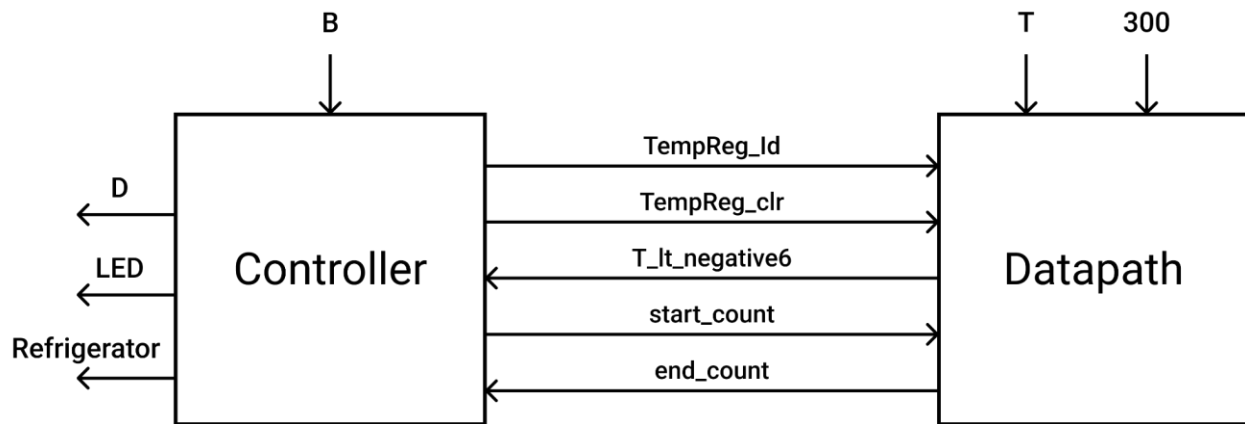 B
T
300
TempReg_ld
D
TempReg_clr
LED
Controller
T_lt_negative6
Datapath
start_count
Refrigerator
end_count